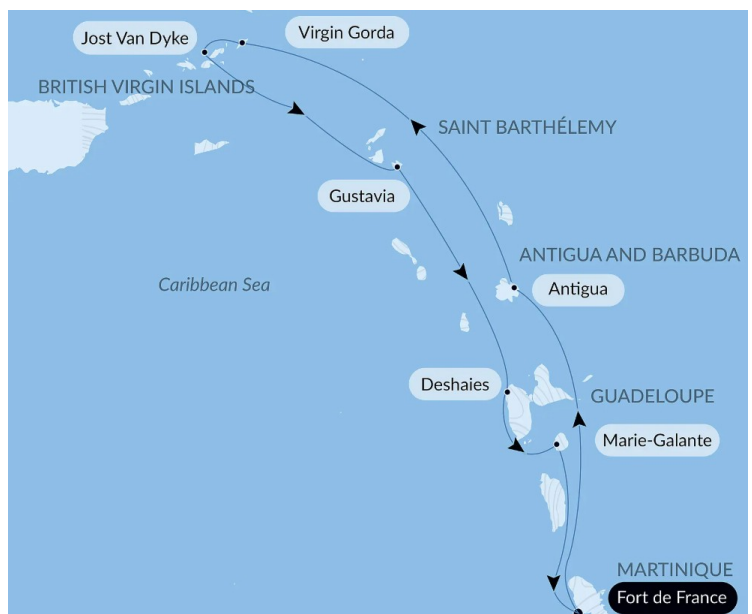 Jost Van Dyke
Virgin Gorda
BRITISH VIRGIN ISLANDS
SAINT BARTHÉLEMY
Gustavia
ANTIGUA AND BARBUDA
Caribbean Sea
Antigua
Deshaies
GUADELOUPE
Marie-Galante
MARTINIQUE
Fort de France